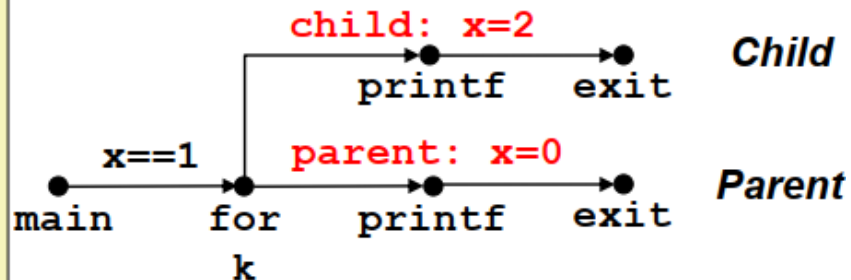 child: x=2
Child
printf exit
x==1 parent: x=0
Parent
main for printf exit
k